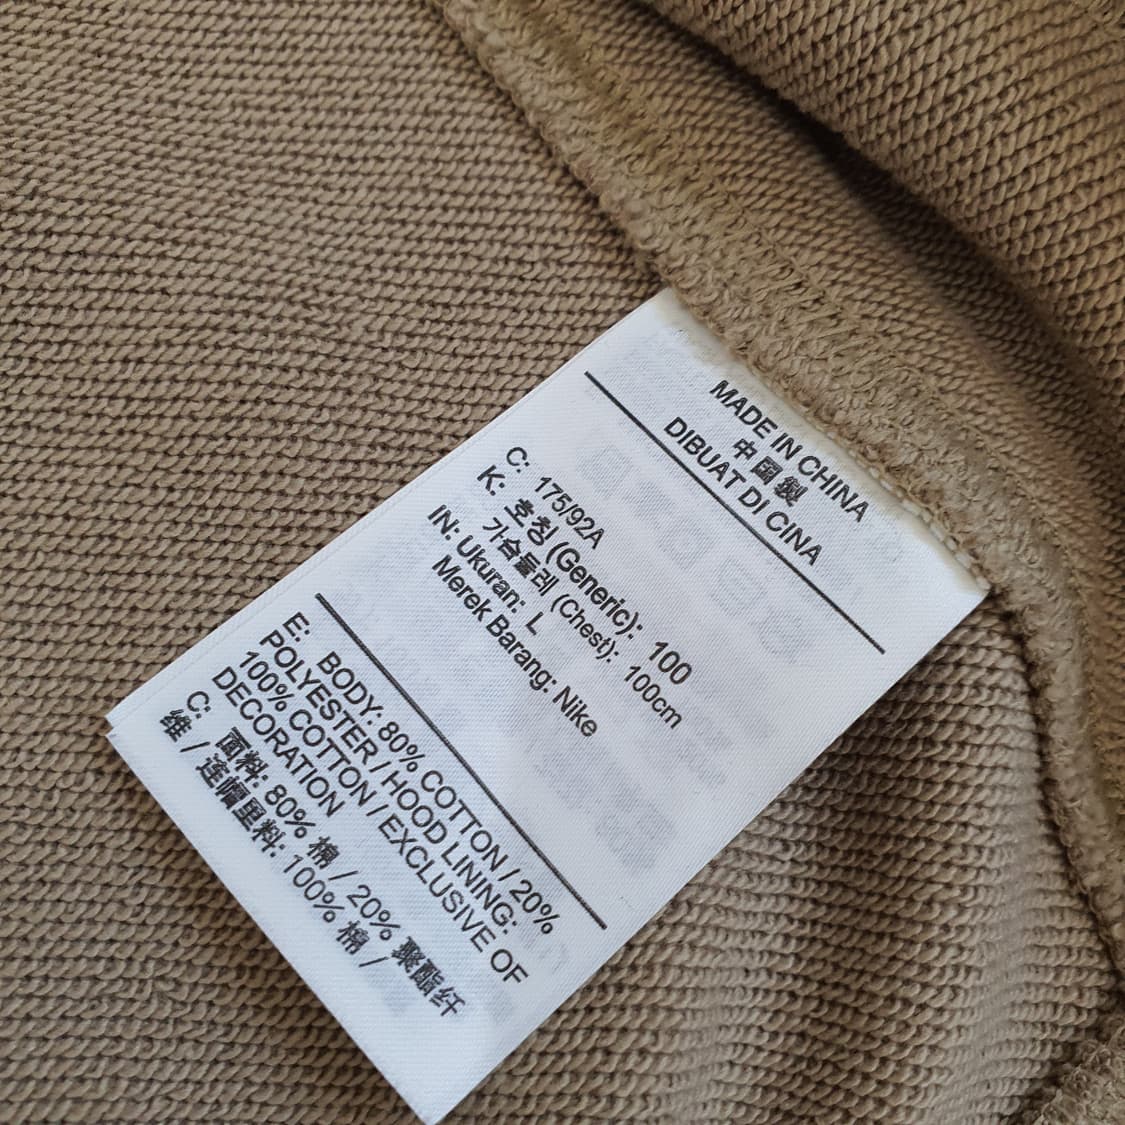 MADE IN CHINA
中国製
DIBUAT DI CINA
C: 175/92A
K: 호칭 (Generic): 100
가슴둘레 (Chest): 100cm
IN: Ukuran: L
Merek Barang: Nike
E: BODY: 80% COTTON / 20%
POLYESTER / HOOD LINING:
100% COTTON / EXCLUSIVE OF
DECORATION
C: 面料: 80% 棉 / 20% 聚酯纤
维 / 连帽里料: 100% 棉 /